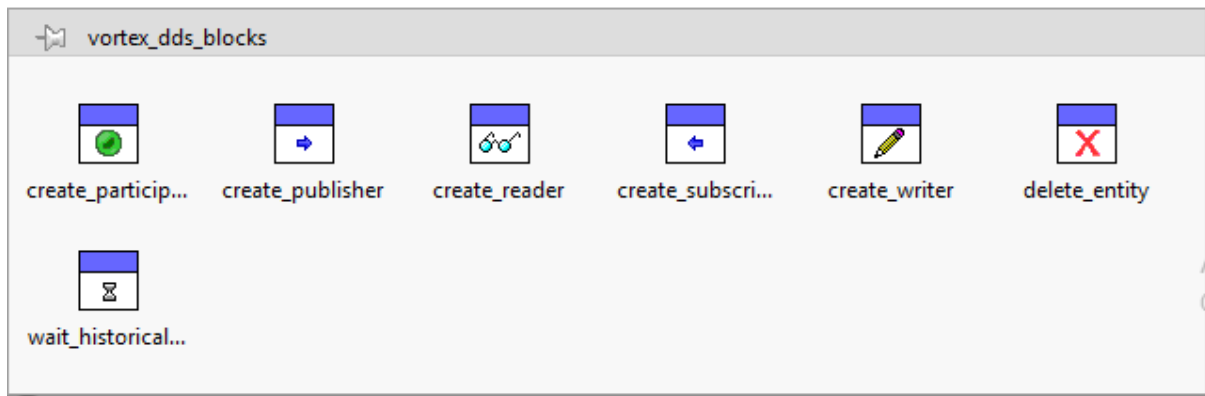 vortex_dds_blocks
create_particip... create_publisher create_reader create_subscri... create_writer delete_entity
wait_historical...